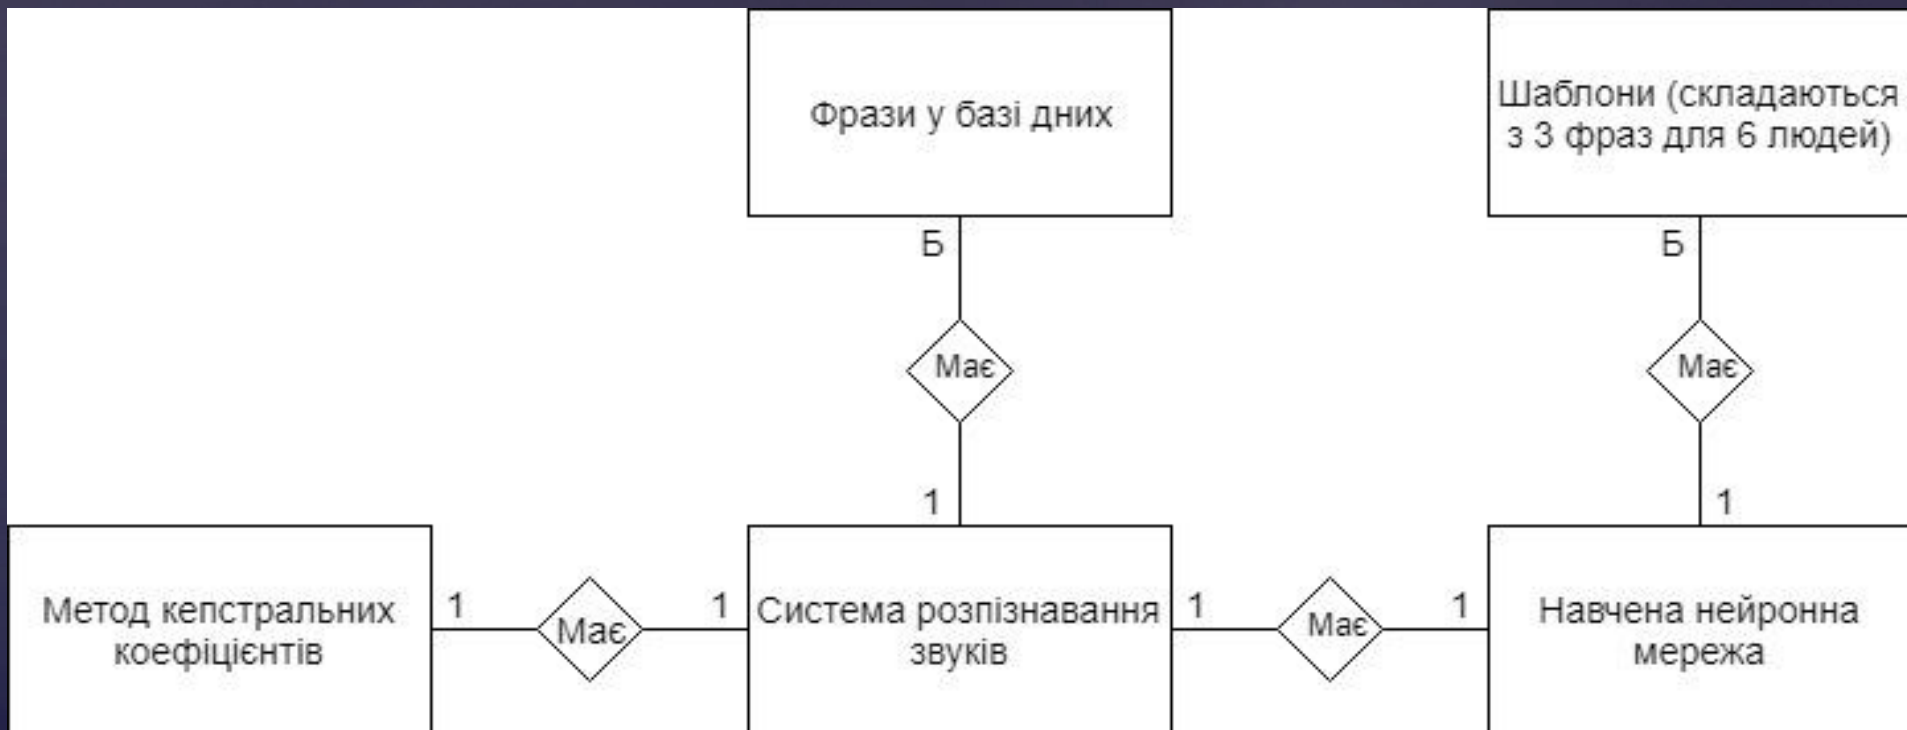 Фрази у базі дних
Шаблони (складаються
з 3 фраз для 6 людей)
Б
Б
Має
Має
1
1
Метод кепстральних
коефіцієнтів
1
Має
1
Система розпізнавання
звуків
1
Має
1
Навчена нейронна
мережа